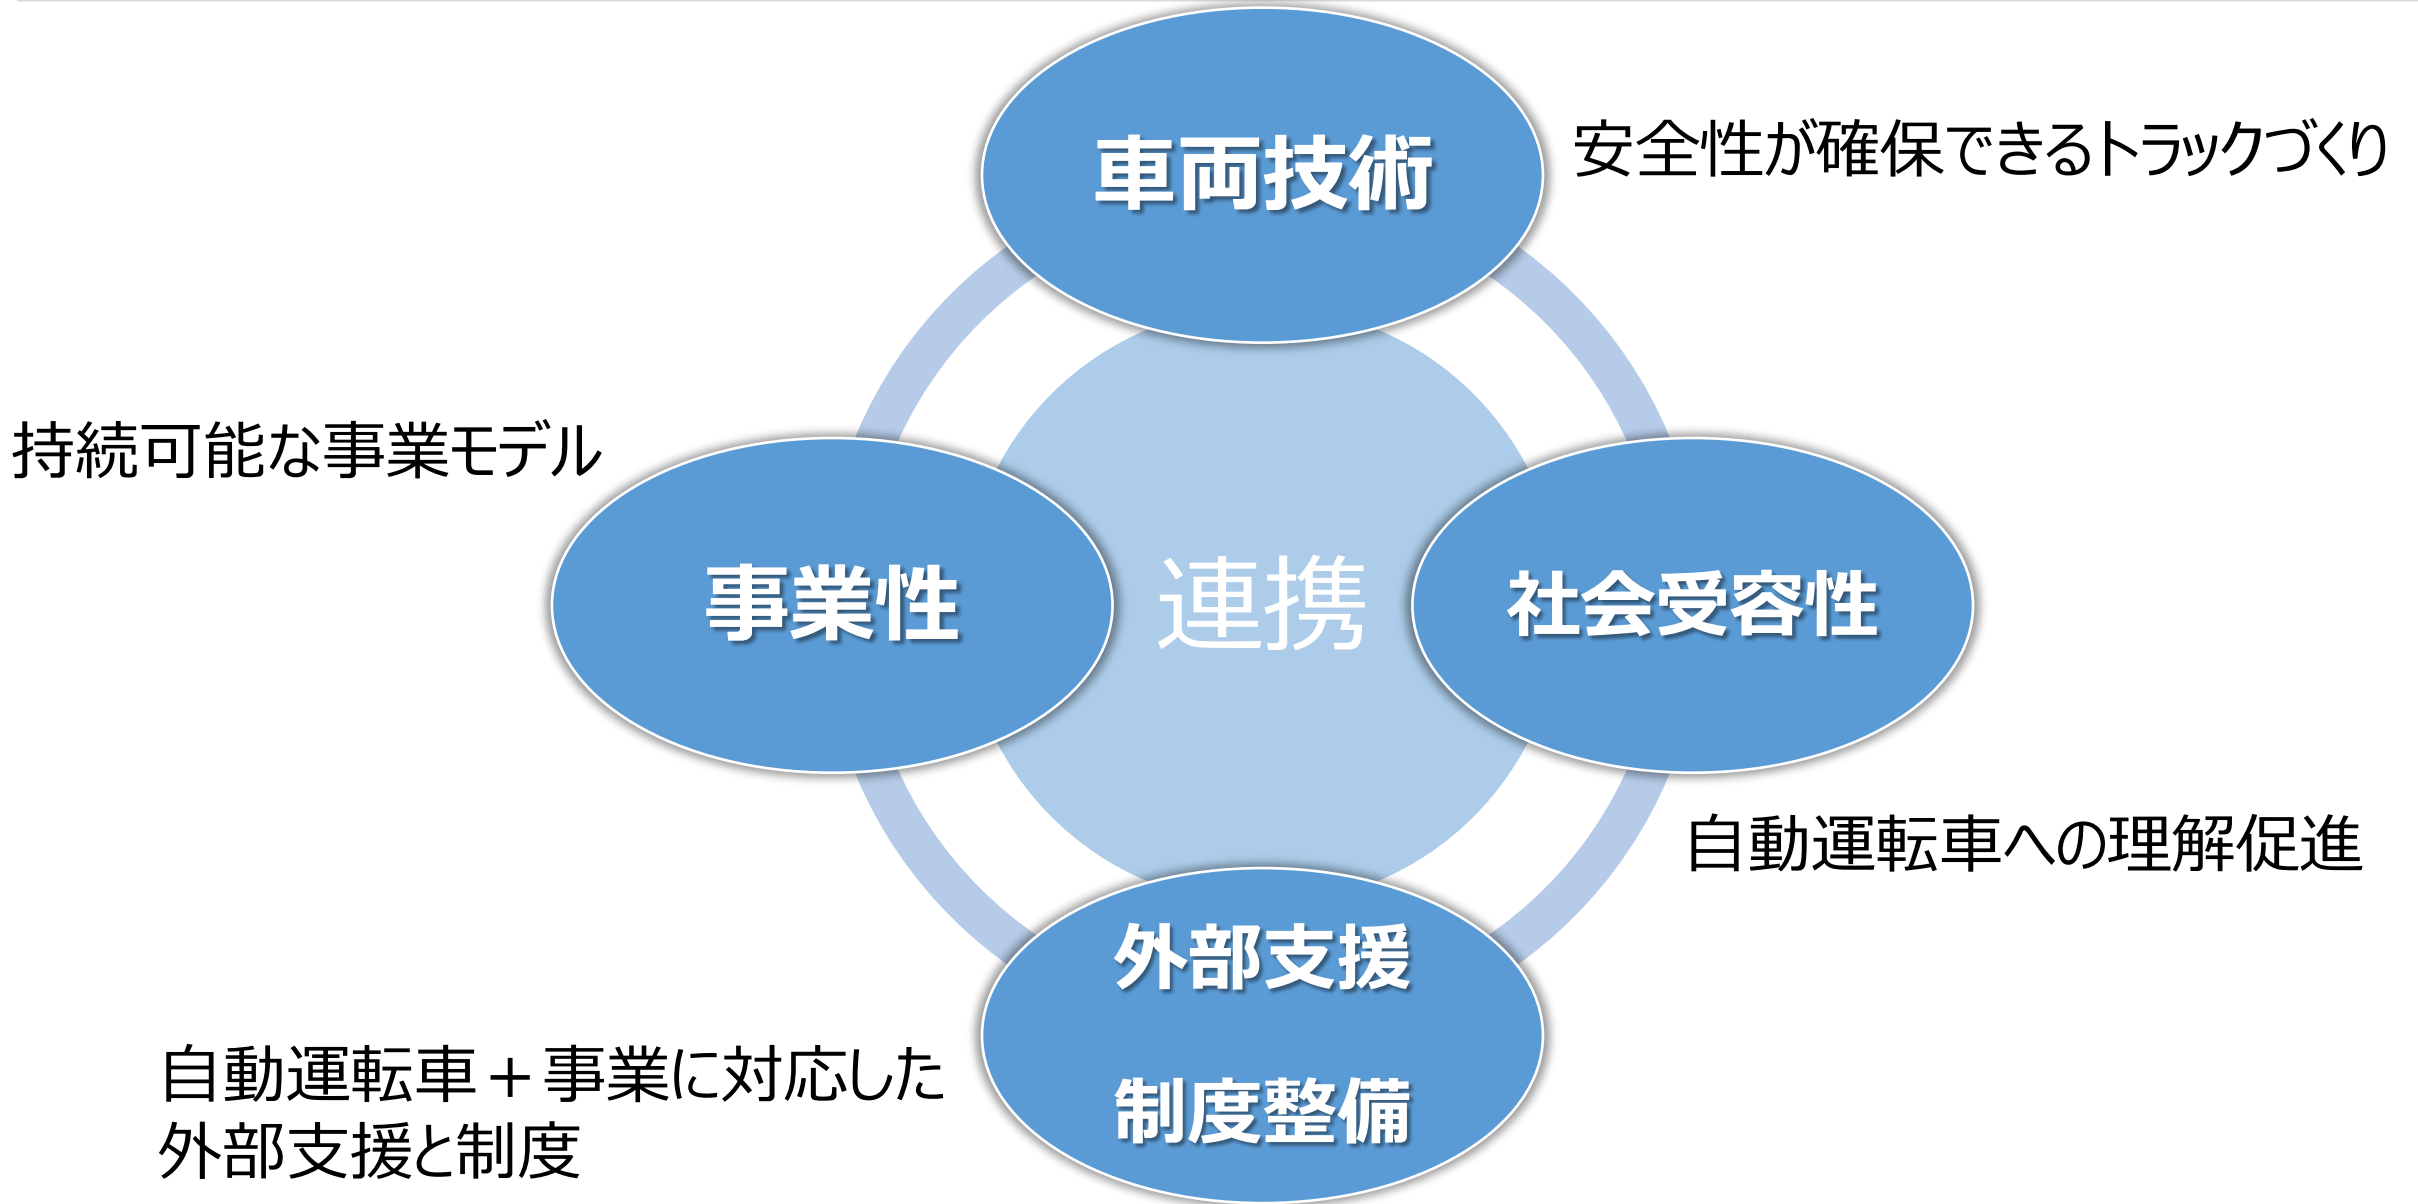 車両技術
安全性が確保できるトラックづくり
持続可能な事業モデル
事業性
連携
社会受容性
自動運転車への理解促進
外部支援
制度整備
自動運転車+事業に対応した
外部支援と制度